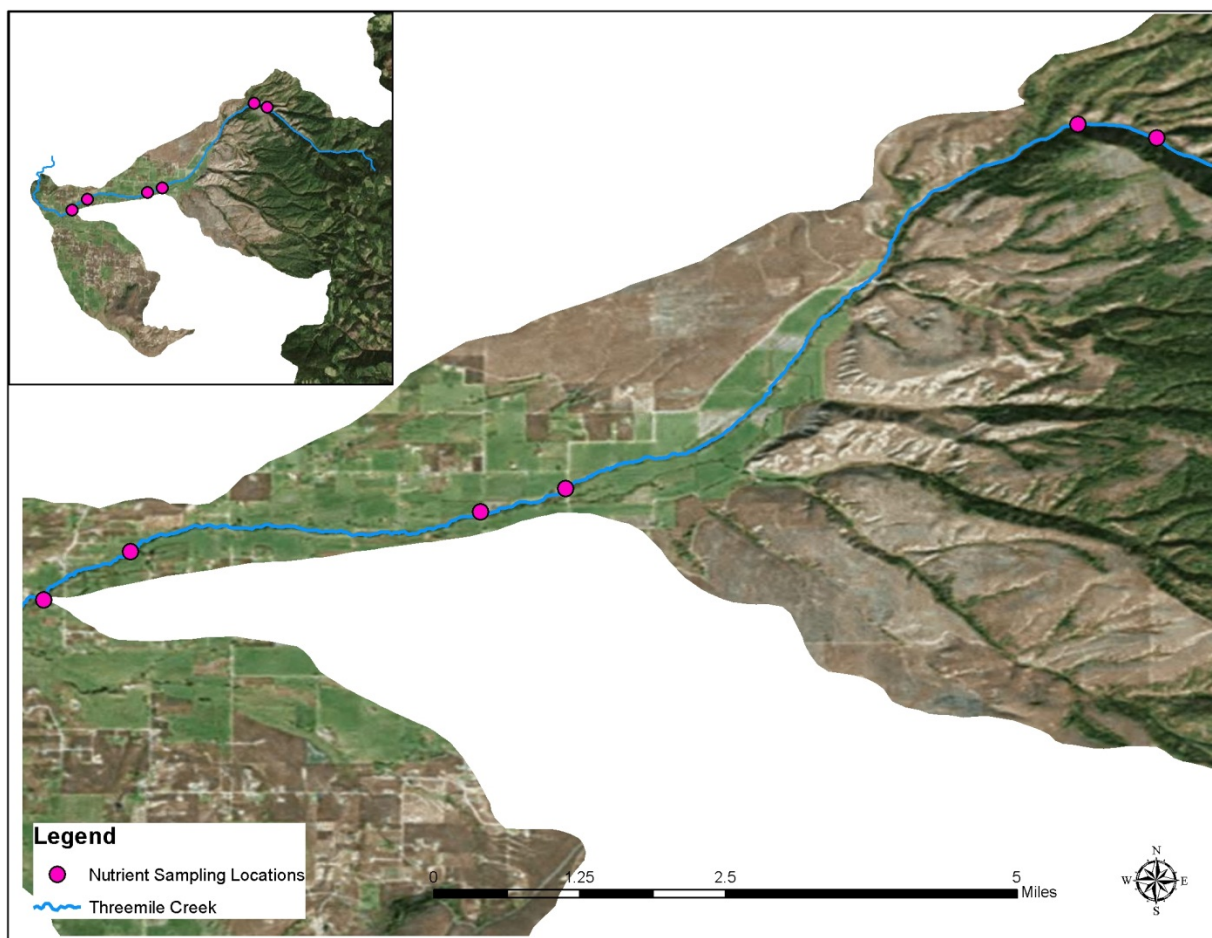 Legend
Nutrient Sampling Locations
Threemile Creek
0 1.25 2.5 5
Miles
N
W E
S